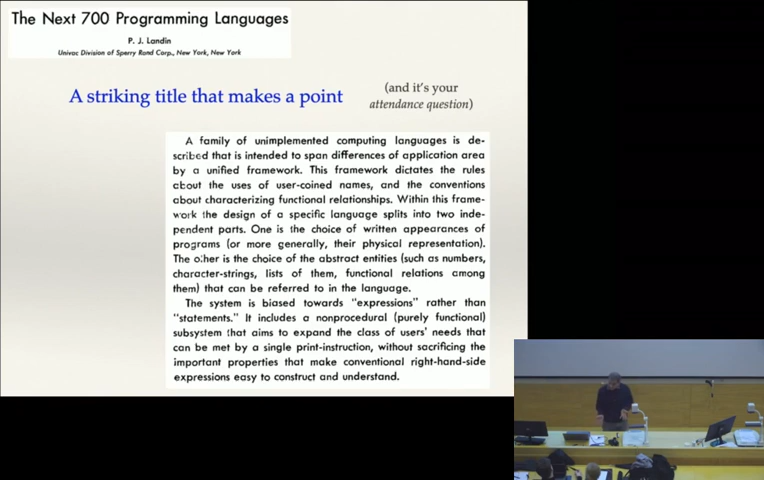 The Next 700 Programming Languages
P. J. Landin
Univac Division of Sperry Rand Corp., New York, New York
A striking title that makes a point
(and it's your
attendance question)
A family of unimplemented computing languages is de-
scribed that is intended to span differences of application area
by a unified framework. This framework dictates the rules
about the uses of user-coined names, and the conventions
about characterizing functional relationships. Within this frame-
work the design of a specific language splits into two inde-
pendent parts. One is the choice of written appearances of
programs (or more generally, their physical representation).
The other is the choice of the abstract entities (such as numbers,
character-strings, lists of them, functional relations among
them) that can be referred to in the language.
The system is biased towards "expressions" rather than
"statements." It includes a nonprocedural (purely functional)
subsystem that aims to expand the class of users' needs that
can be met by a single print-instruction, without sacrificing the
important properties that make conventional right-hand-side
expressions easy to construct and understand.